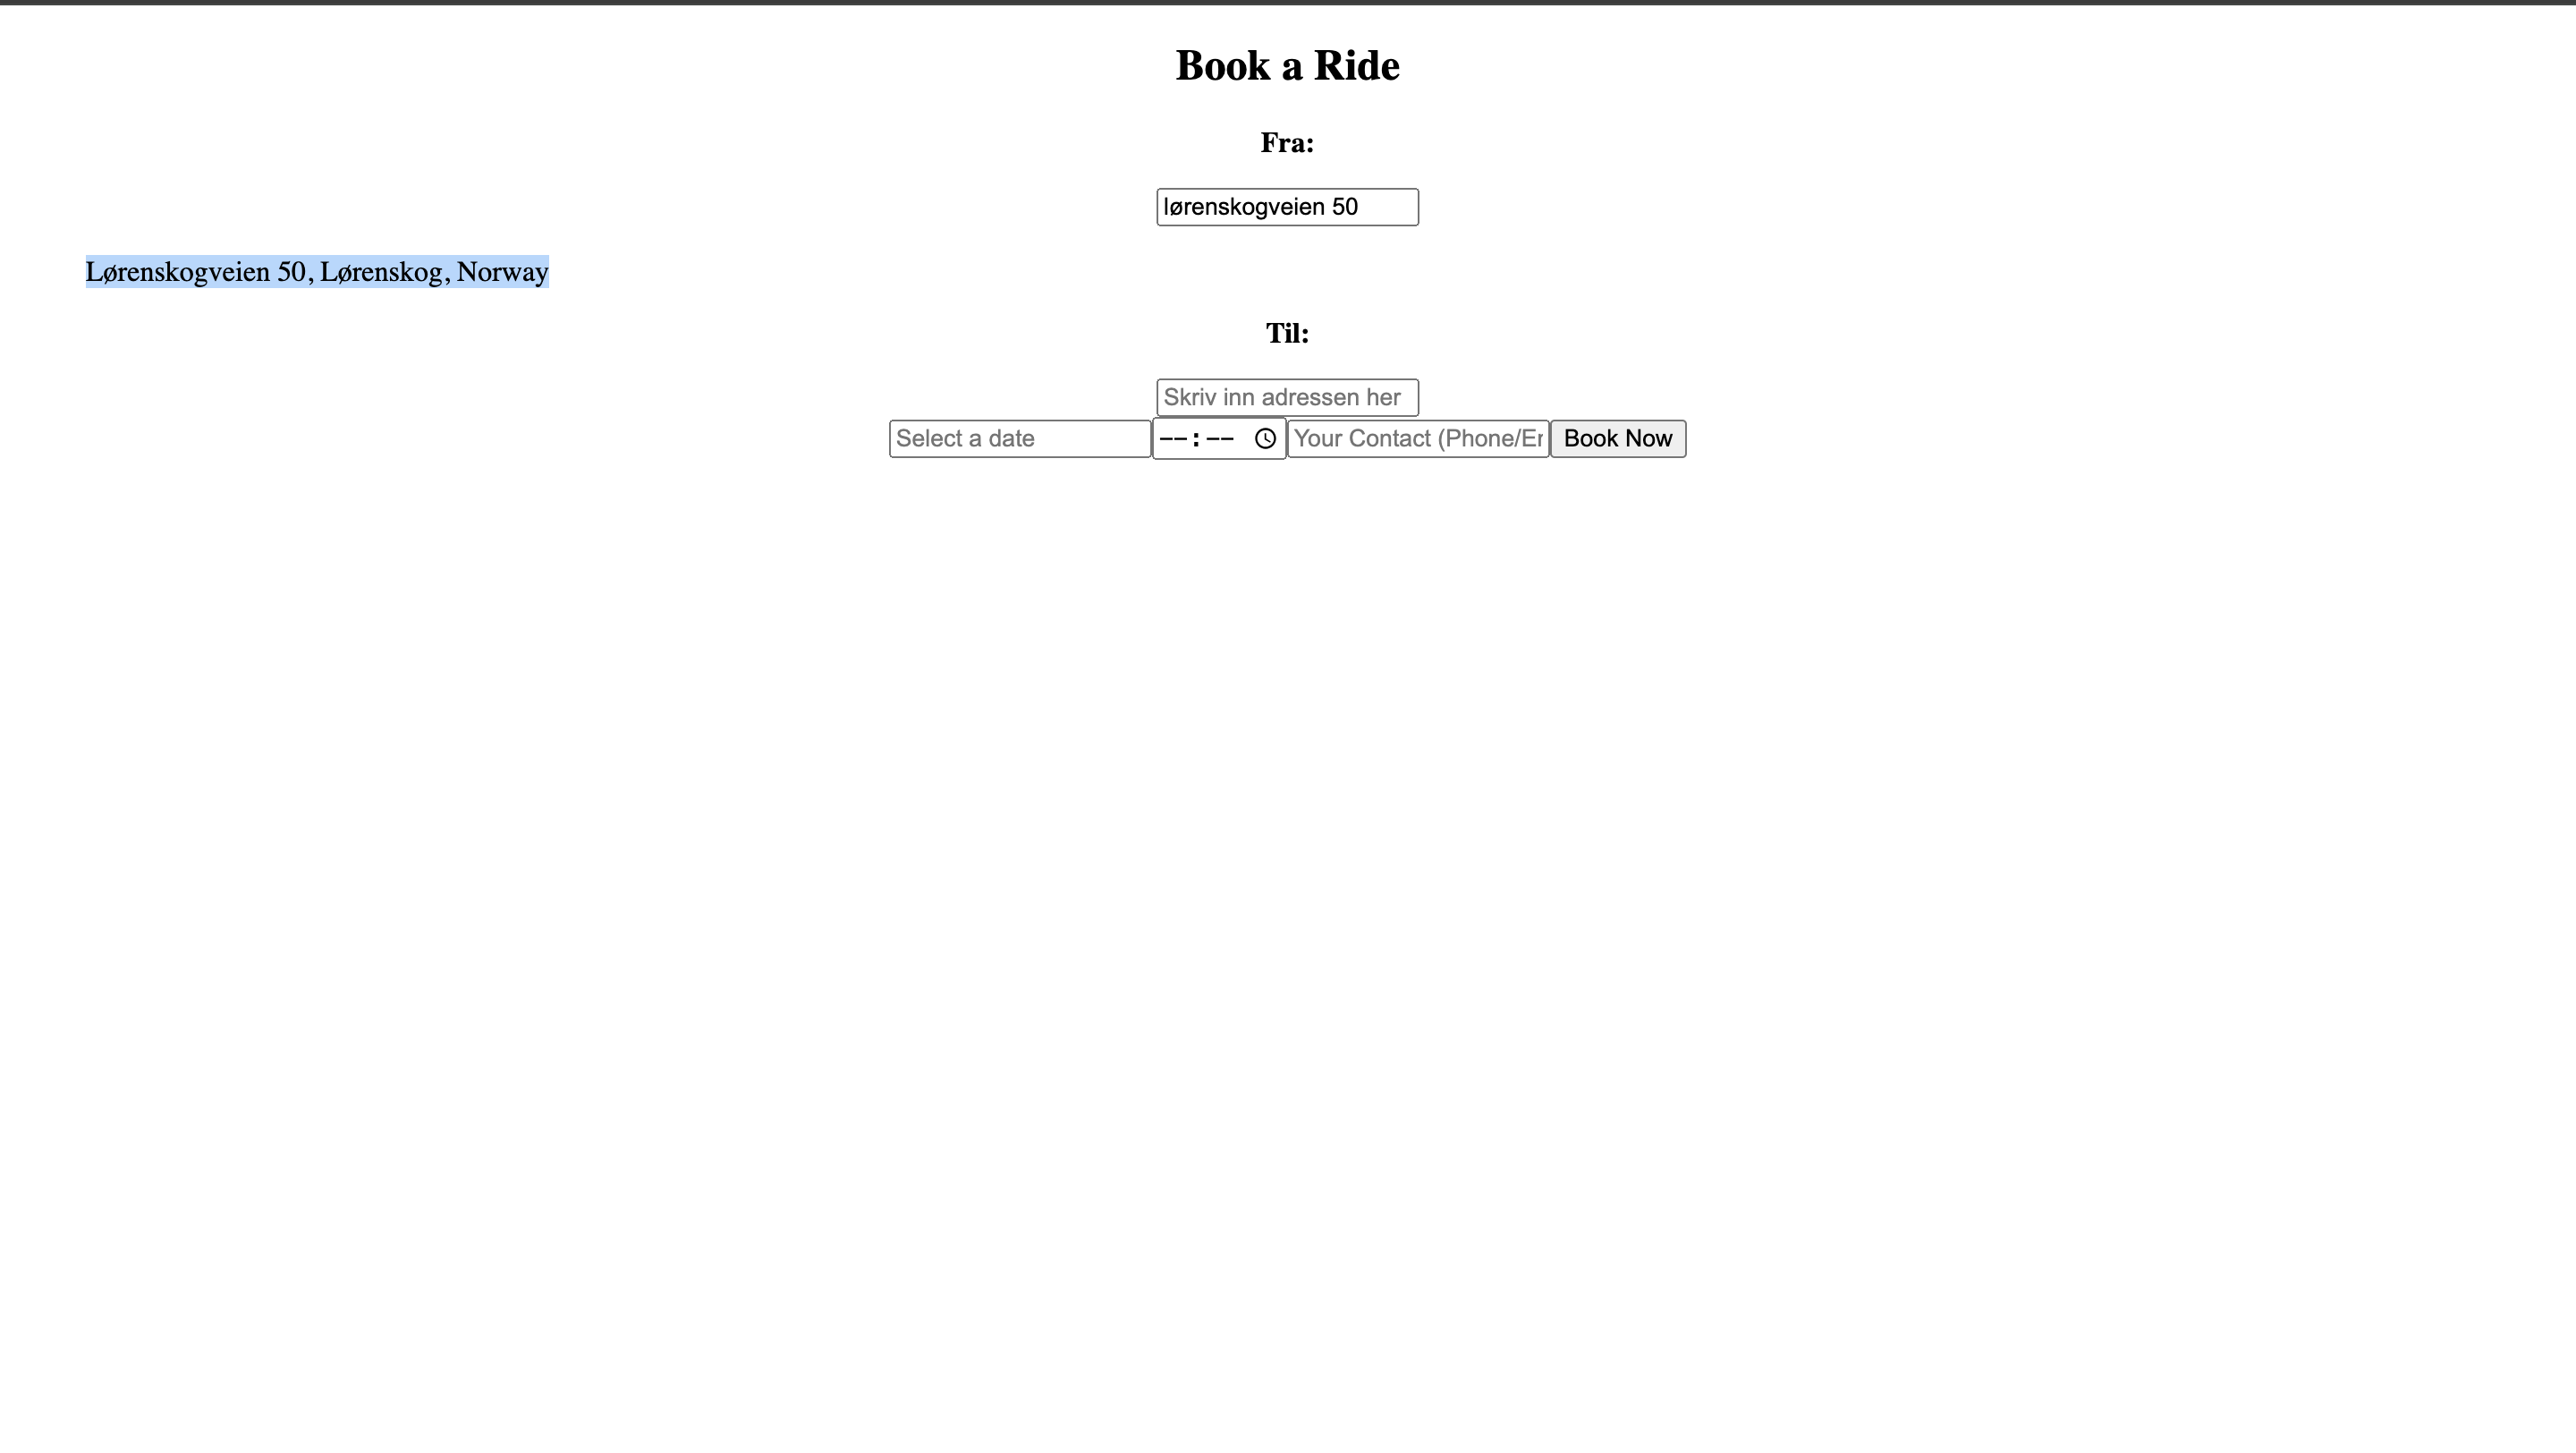 Book a Ride
Fra:
lørenskogveien 50
Lørenskogveien 50, Lørenskog, Norway
Til:
Skriv inn adressen her
Select a date --:-- Your Contact (Phone/Er Book Now